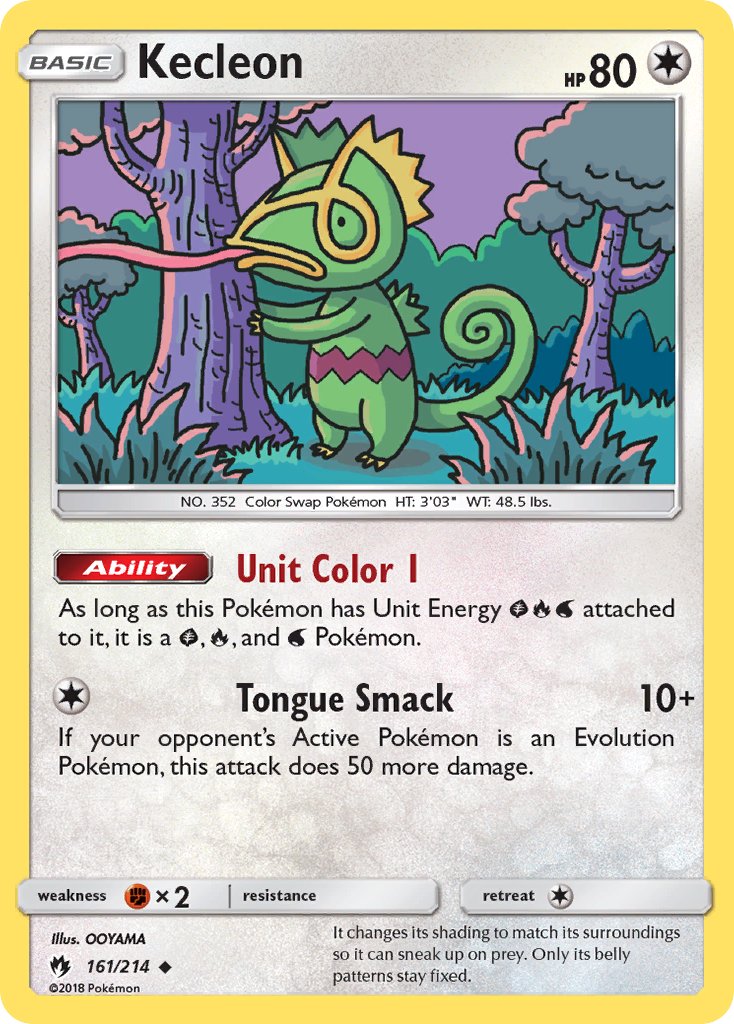 BASIC Kecleon HP 80
NO. 352 Color Swap Pokémon HT: 3'03" WT: 48.5 lbs.
Ability Unit Color I
As long as this Pokémon has Unit Energy attached
to it, it is a , , and Pokémon.
Tongue Smack 10+
If your opponent's Active Pokémon is an Evolution
Pokémon, this attack does 50 more damage.
weakness ×2 resistance retreat
Illus. OOYAMA
161/214
©2018 Pokémon
It changes its shading to match its surroundings
so it can sneak up on prey. Only its belly
patterns stay fixed.